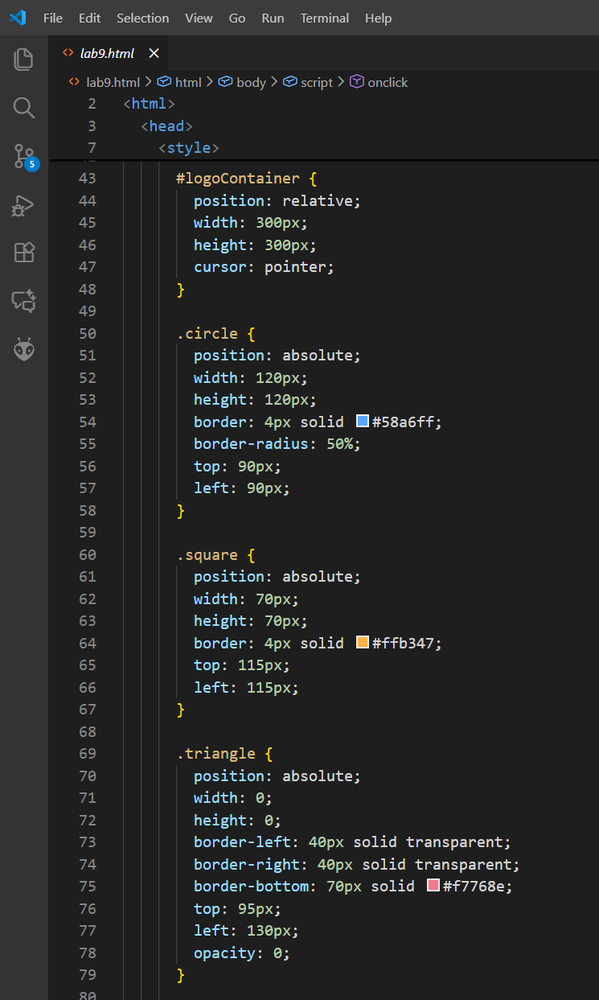 File Edit Selection View Go Run Terminal Help
lab9.html
lab9.html > html > body > script > onclick
2 <html>
3 <head>
7 <style>
5
43 #logoContainer {
44 position: relative;
45 width: 300px;
46 height: 300px;
47 cursor: pointer;
48 }
49
50 .circle {
51 position: absolute;
52 width: 120px;
53 height: 120px;
54 border: 4px solid #58a6ff;
55 border-radius: 50%;
56 top: 90px;
57 left: 90px;
58 }
59
60 .square {
61 position: absolute;
62 width: 70px;
63 height: 70px;
64 border: 4px solid #ffb347;
65 top: 115px;
66 left: 115px;
67 }
68
69 .triangle {
70 position: absolute;
71 width: 0;
72 height: 0;
73 border-left: 40px solid transparent;
74 border-right: 40px solid transparent;
75 border-bottom: 70px solid #f7768e;
76 top: 95px;
77 left: 130px;
78 opacity: 0;
79 }
80